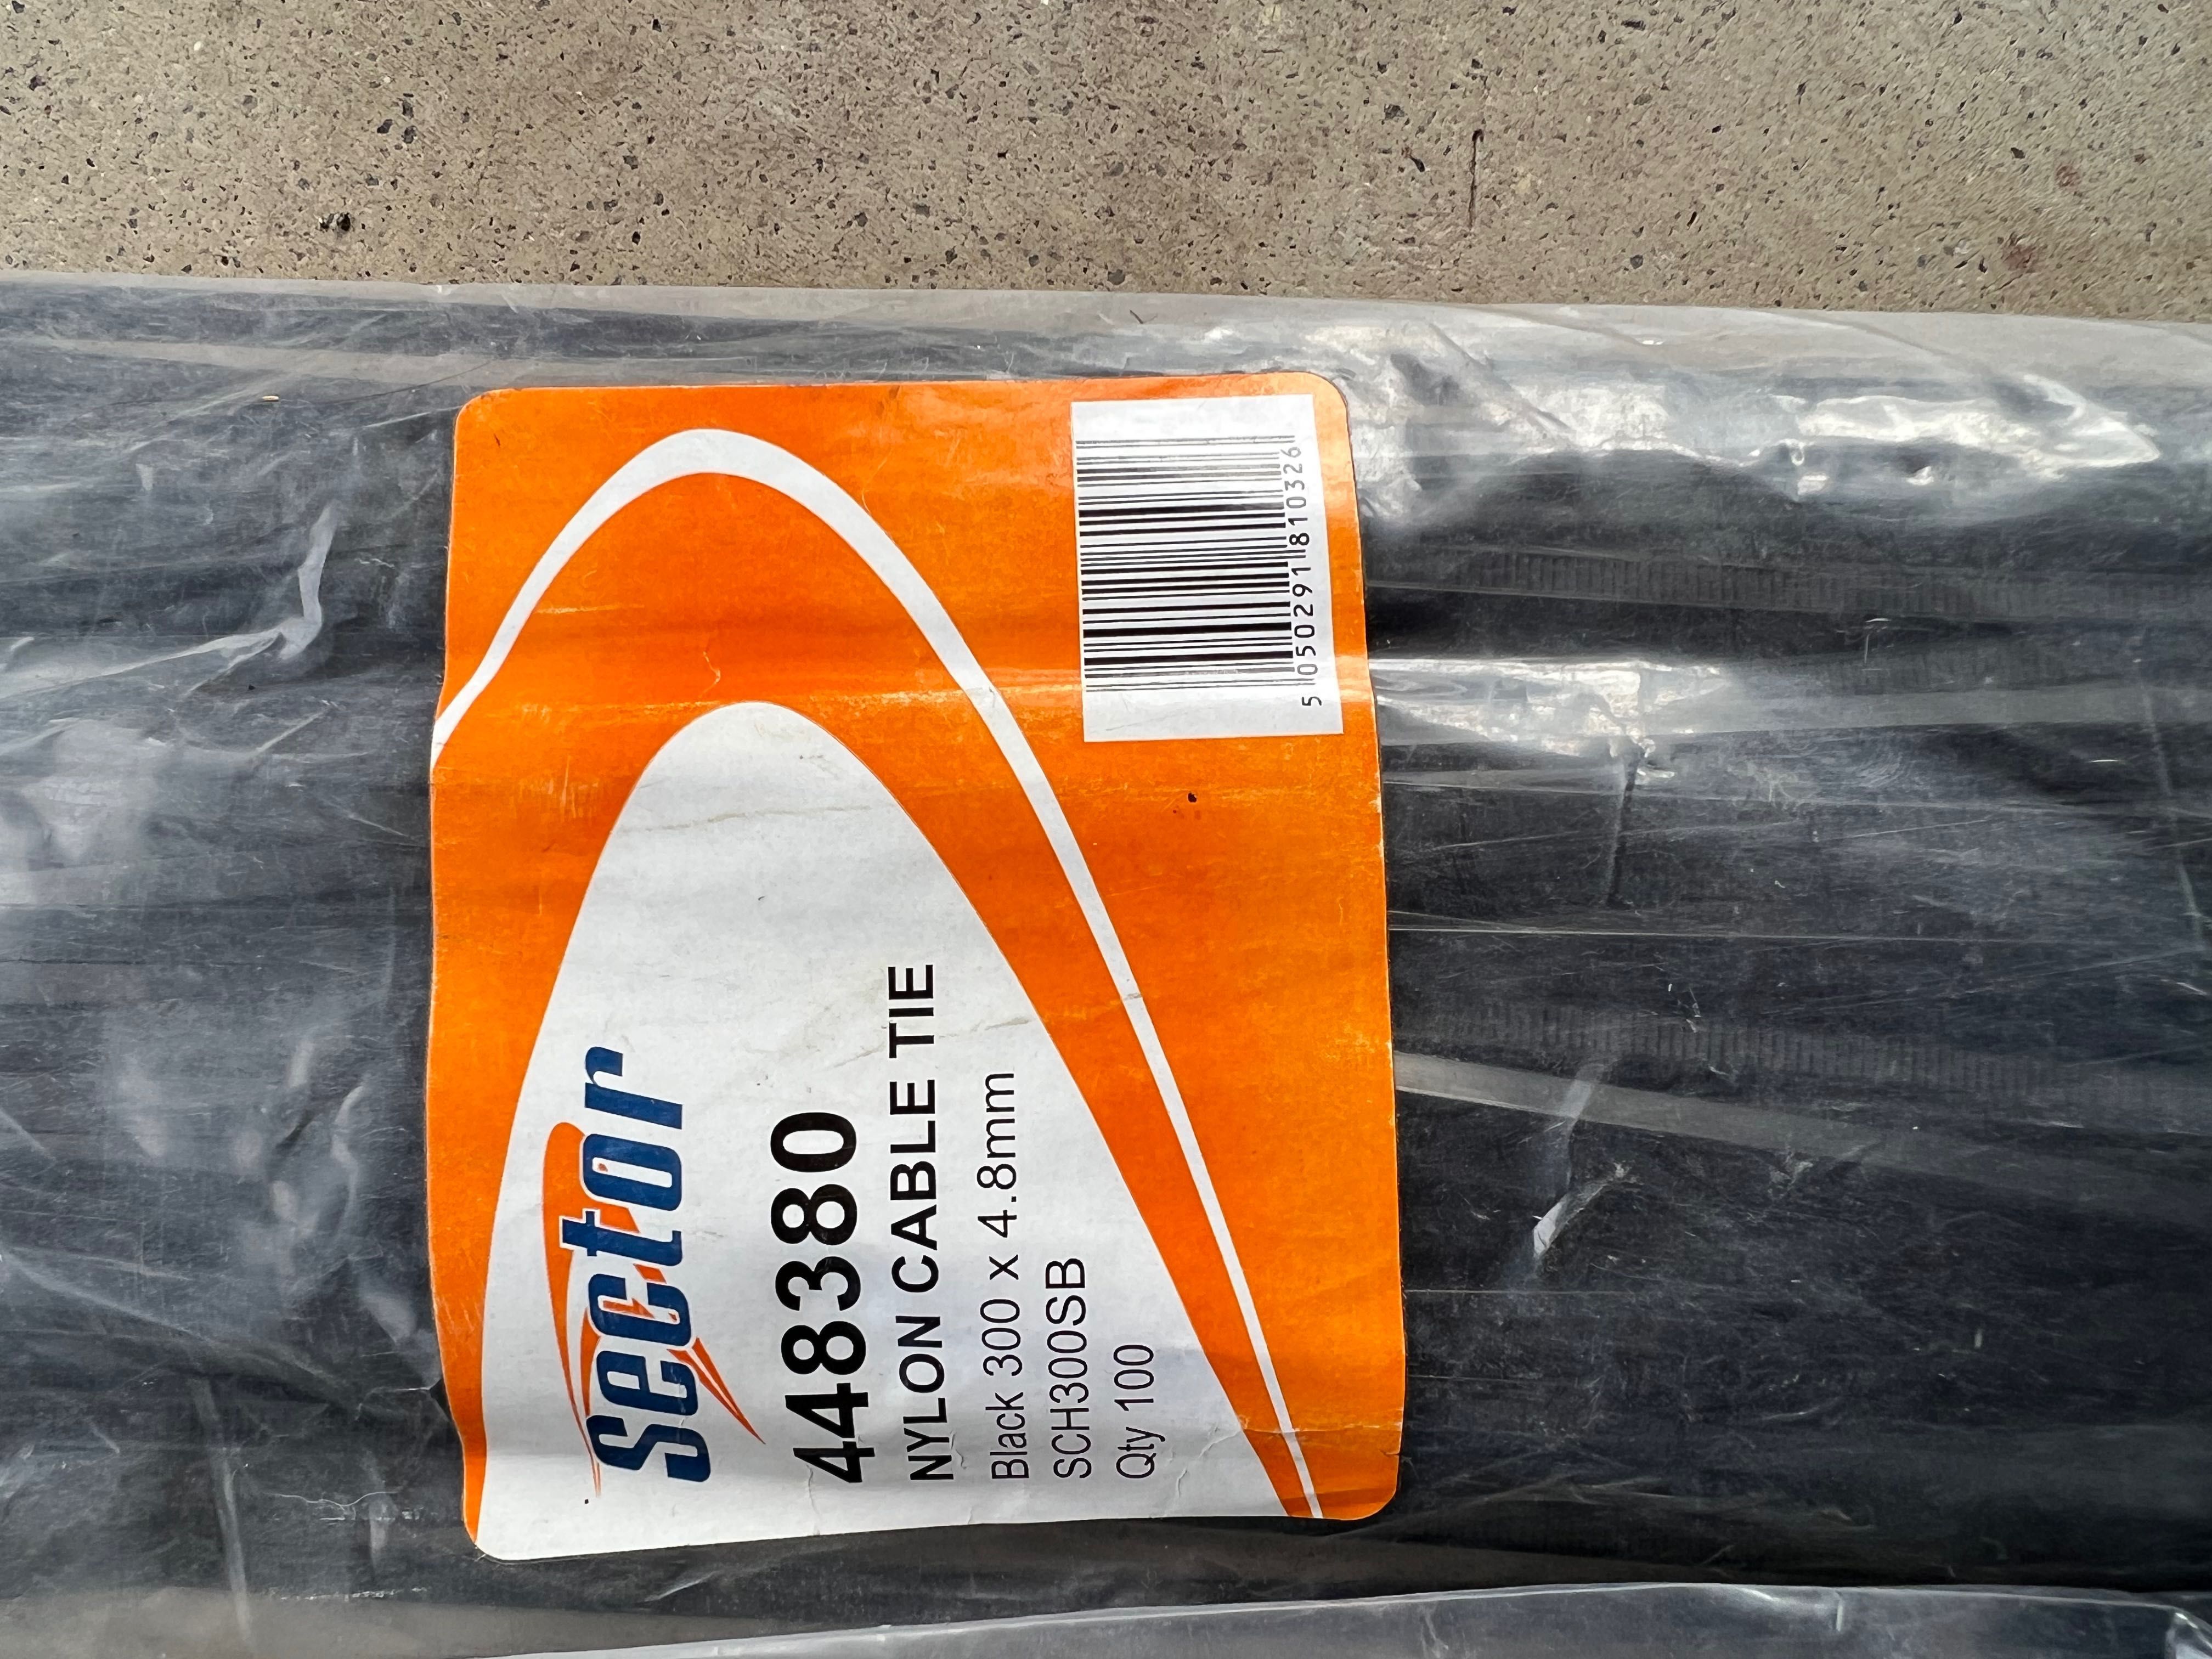 Sector
448380
NYLON CABLE TIE
Black 300 x 4.8mm
SCH300SB
Qty 100
5 050291 810326